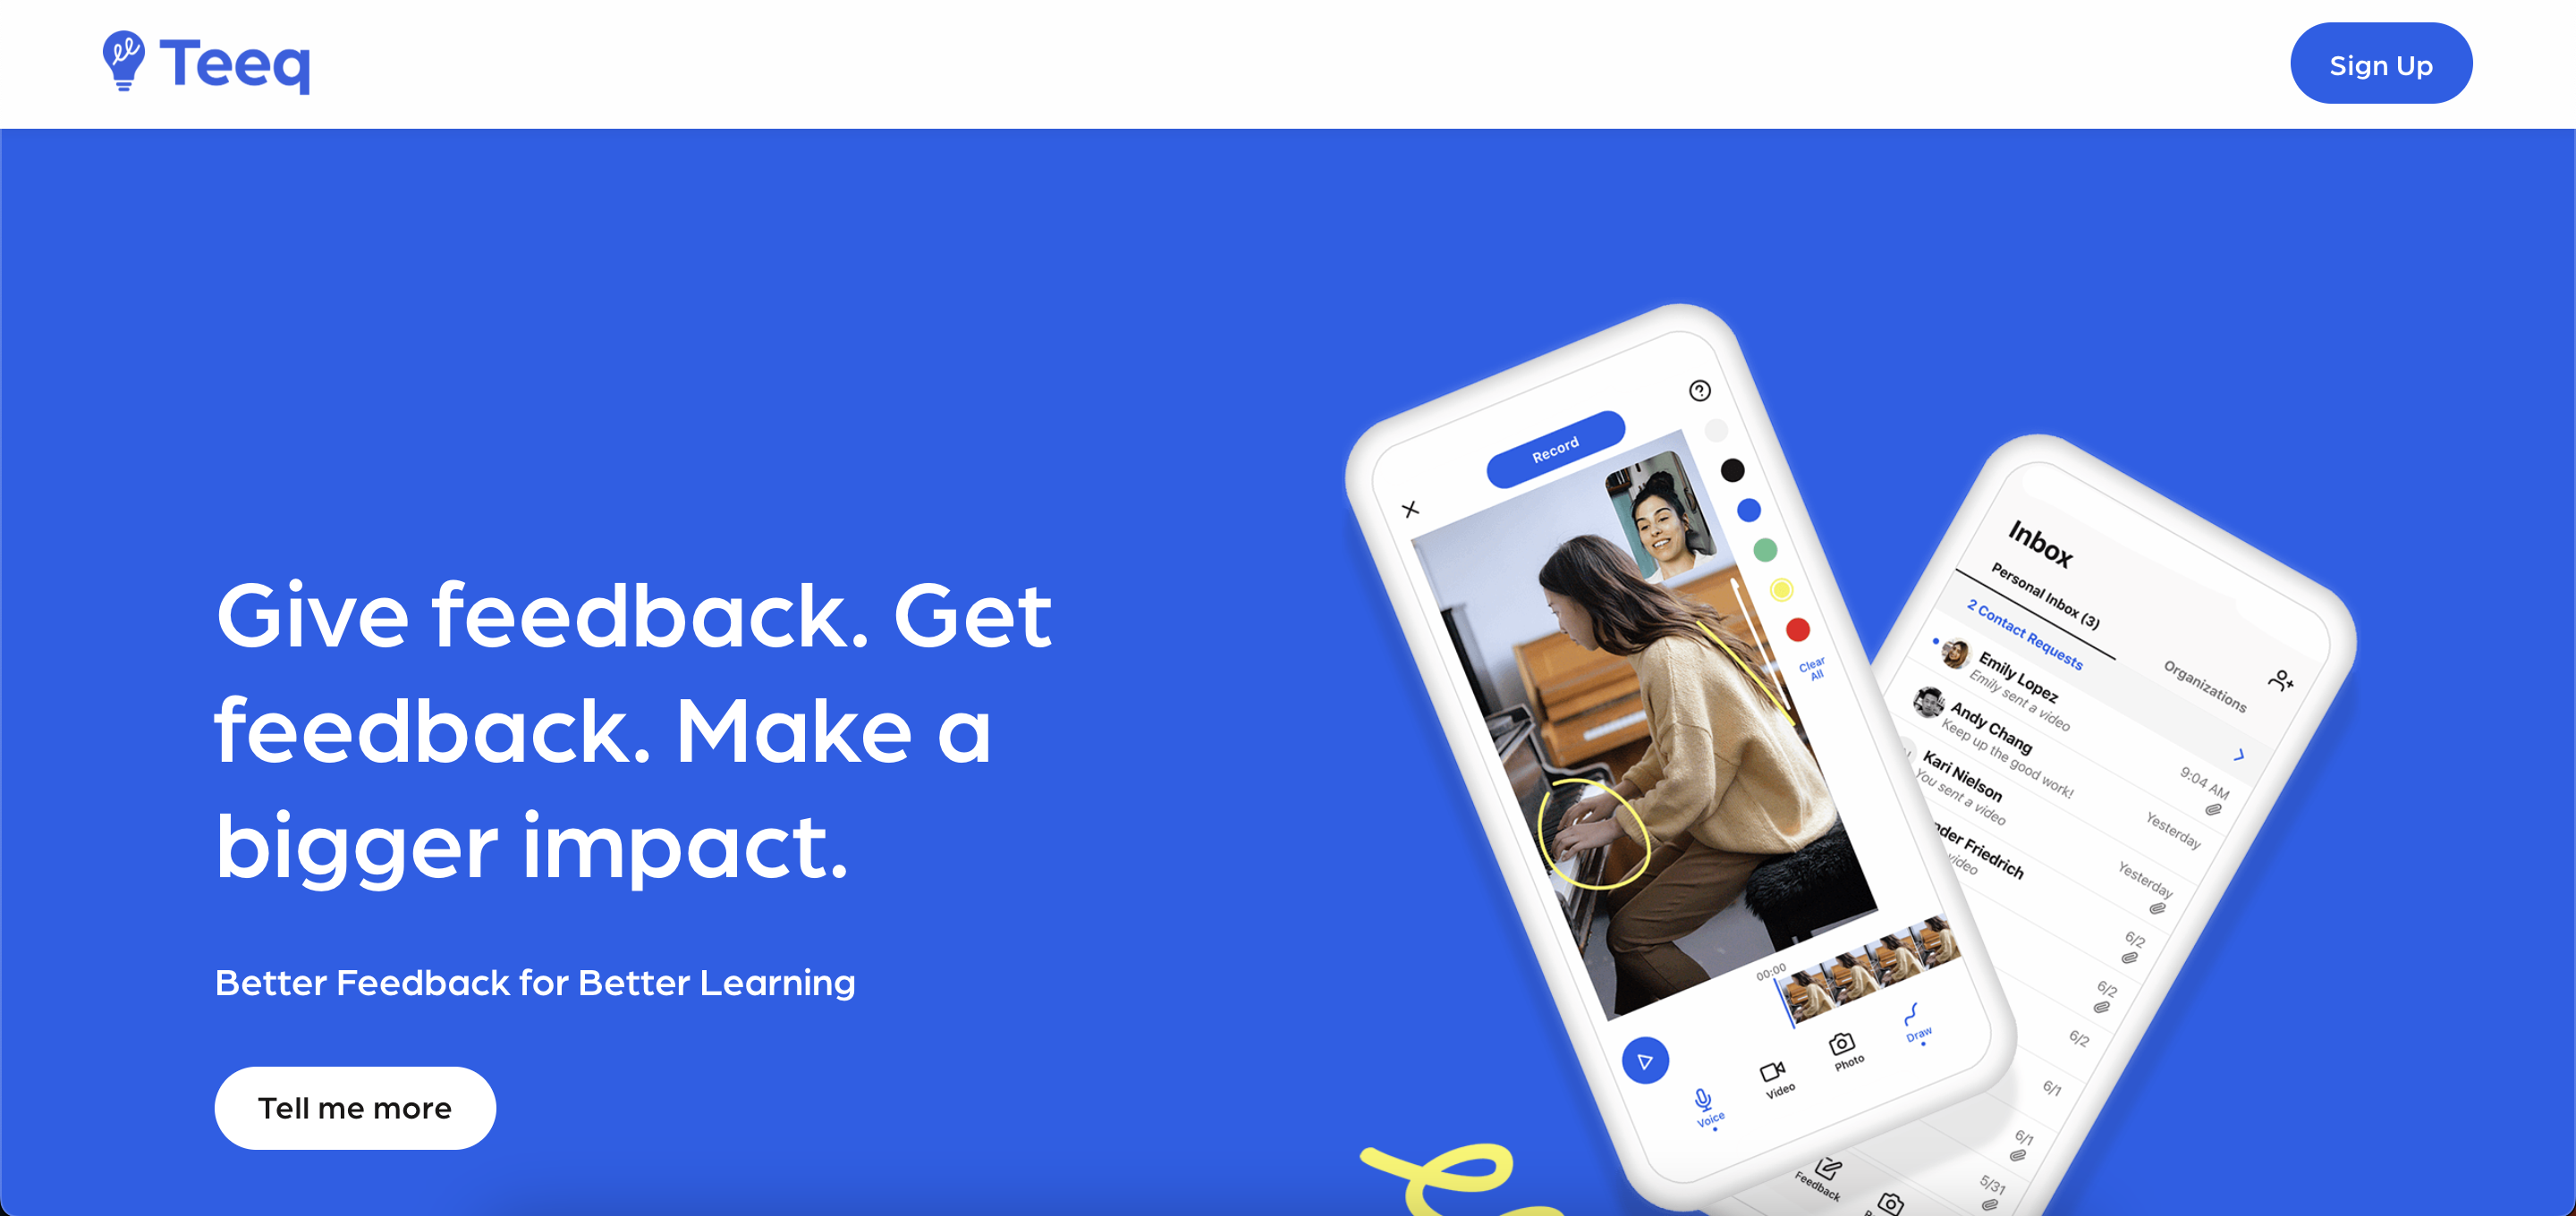 Teeq
Sign Up
Give feedback. Get
feedback. Make a
bigger impact.
Better Feedback for Better Learning
Tell me more
Record
Clear
All
00:00
Voice
Video
Photo
Draw
Inbox
Personal Inbox (3)
Organizations
2 Contact Requests
Emily Lopez
Emily sent a video
9:04 AM
Andy Chang
Keep up the good work!
Yesterday
Kari Nielson
You sent a video
Yesterday
Friedrich
video
6/2
6/2
6/2
6/1
6/1
5/31
Feedback